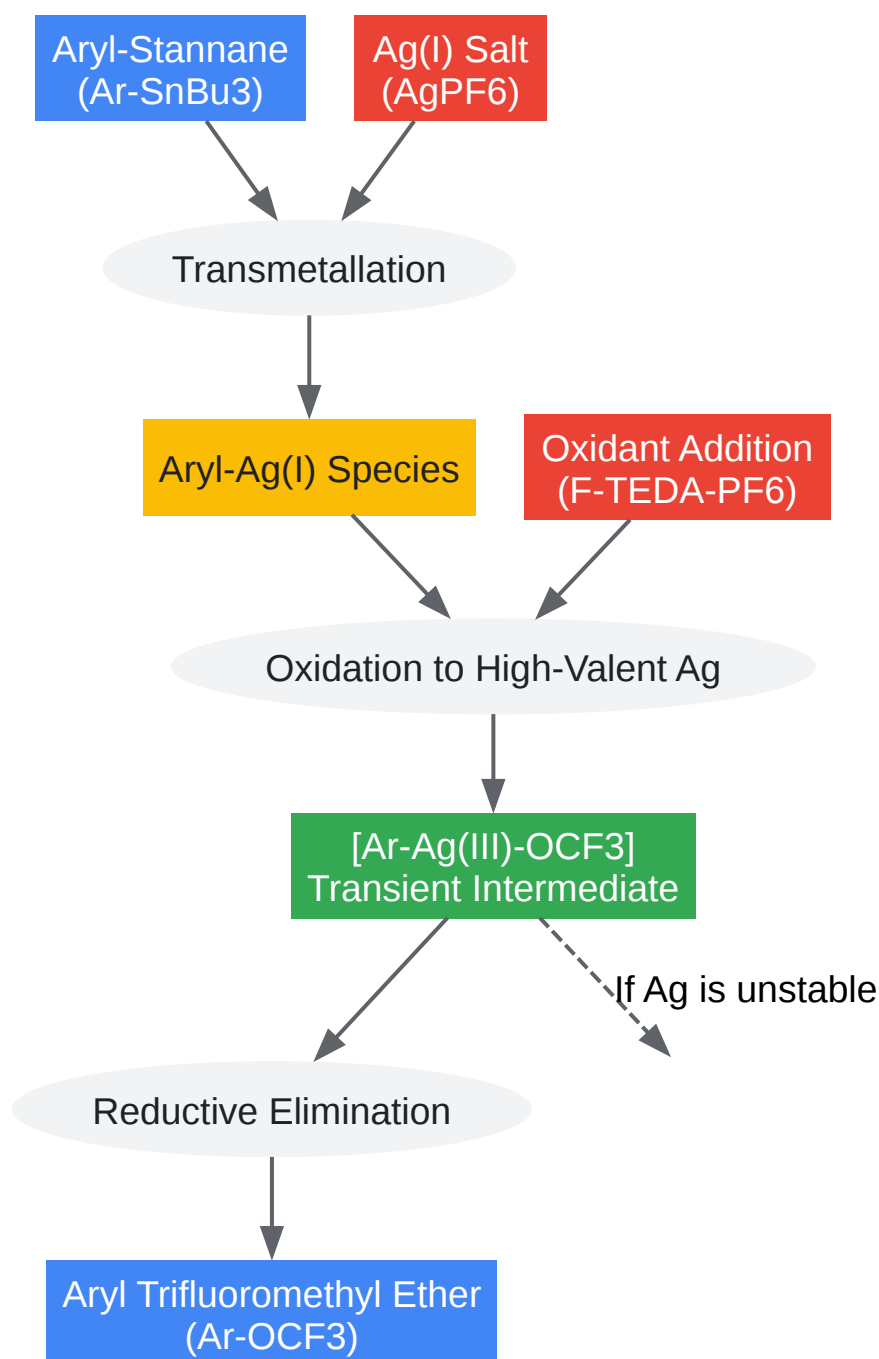 Aryl-Stannane
(Ar-SnBu3)
Ag(I) Salt
(AgPF6)
Transmetallation
Aryl-Ag(I) Species
Oxidant Addition
(F-TEDA-PF6)
Oxidation to High-Valent Ag
[Ar-Ag(III)-OCF3]
Transient Intermediate
If Ag is unstable
Reductive Elimination
Aryl Trifluoromethyl Ether
(Ar-OCF3)